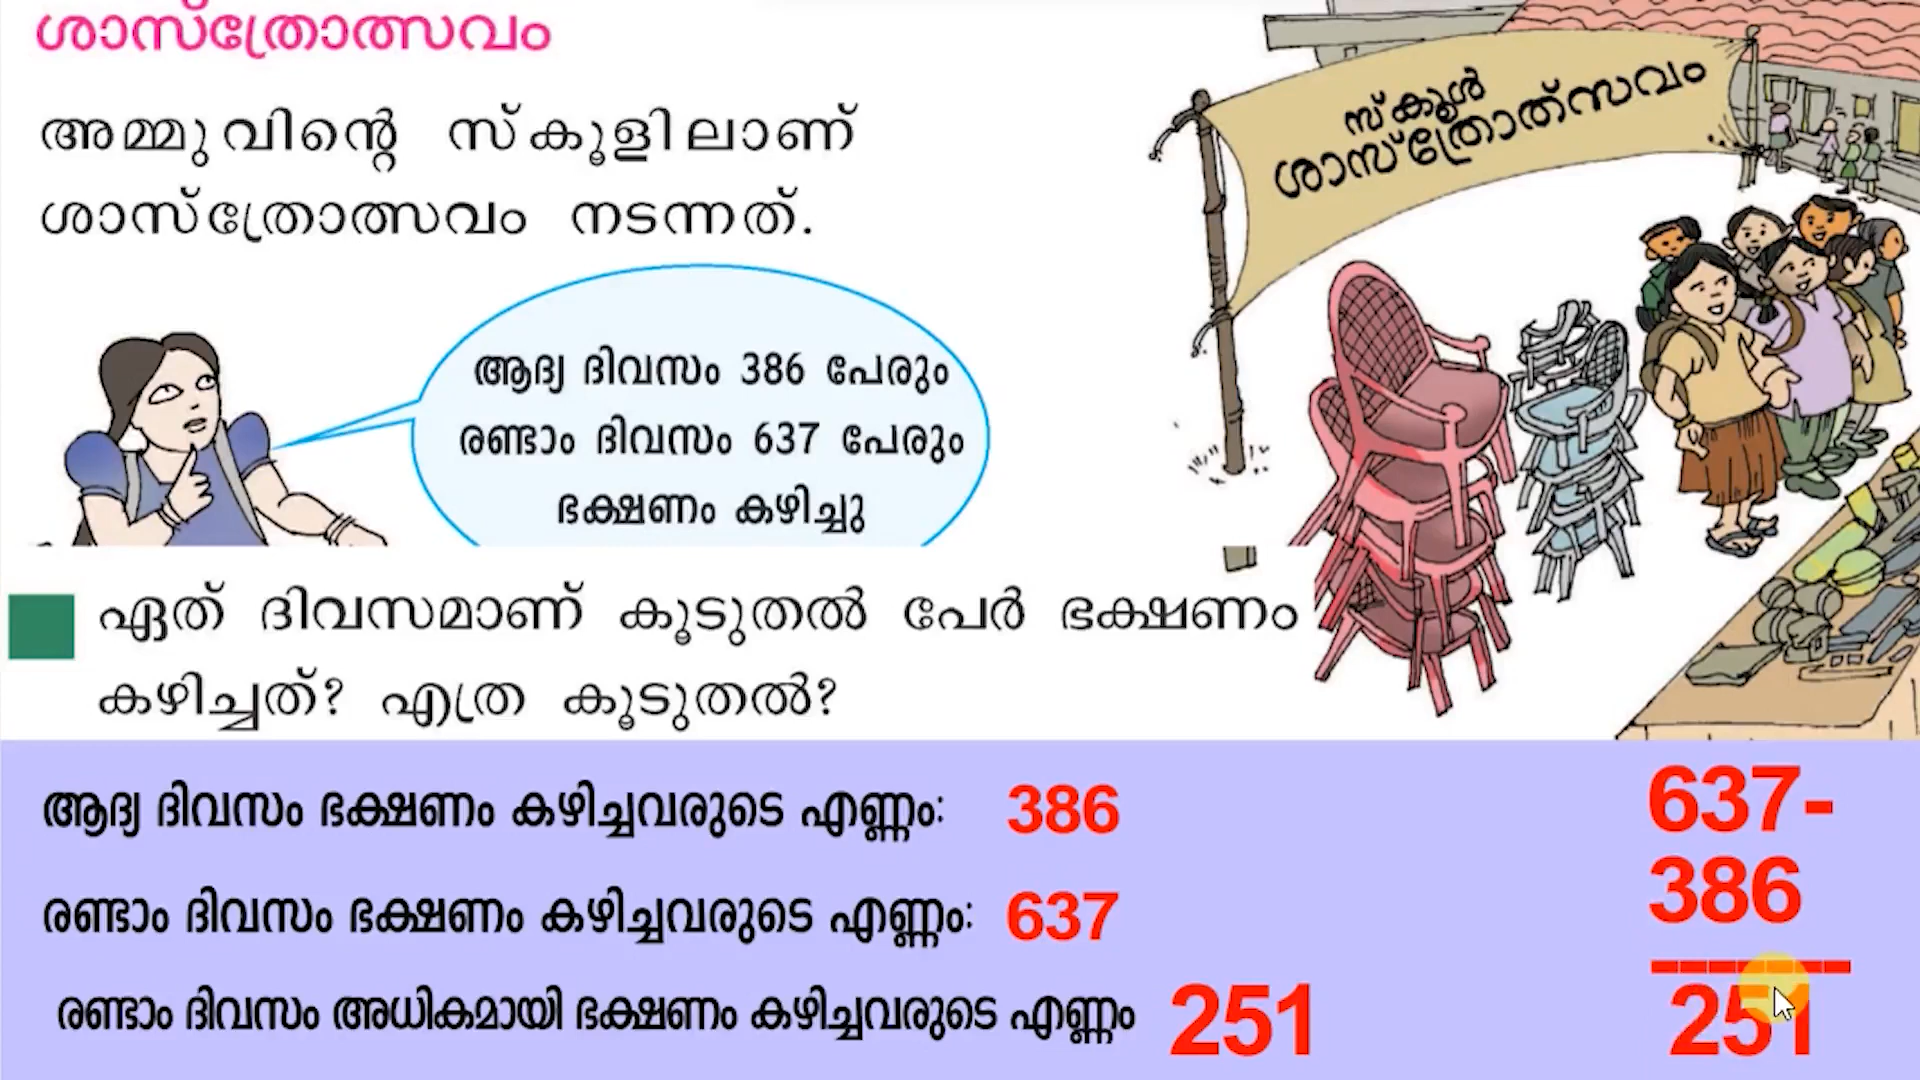 ശാസ്ത്രോത്സവം
അമ്മുവിന്റെ സ്കൂളിലാണ്
ശാസ്ത്രോത്സവം നടന്നത്.
സ്കൂൾ
ശാസ്ത്രോത്സവം
ആദ്യ ദിവസം 386 പേരും
രണ്ടാം ദിവസം 637 പേരും
ഭക്ഷണം കഴിച്ചു
ഏത് ദിവസമാണ് കൂടുതൽ പേർ ഭക്ഷണം
കഴിച്ചത്? എത്ര കൂടുതൽ?
ആദ്യ ദിവസം ഭക്ഷണം കഴിച്ചവരുടെ എണ്ണം: 386
രണ്ടാം ദിവസം ഭക്ഷണം കഴിച്ചവരുടെ എണ്ണം: 637
രണ്ടാം ദിവസം അധികമായി ഭക്ഷണം കഴിച്ചവരുടെ എണ്ണം 251
637-
386
-------
251